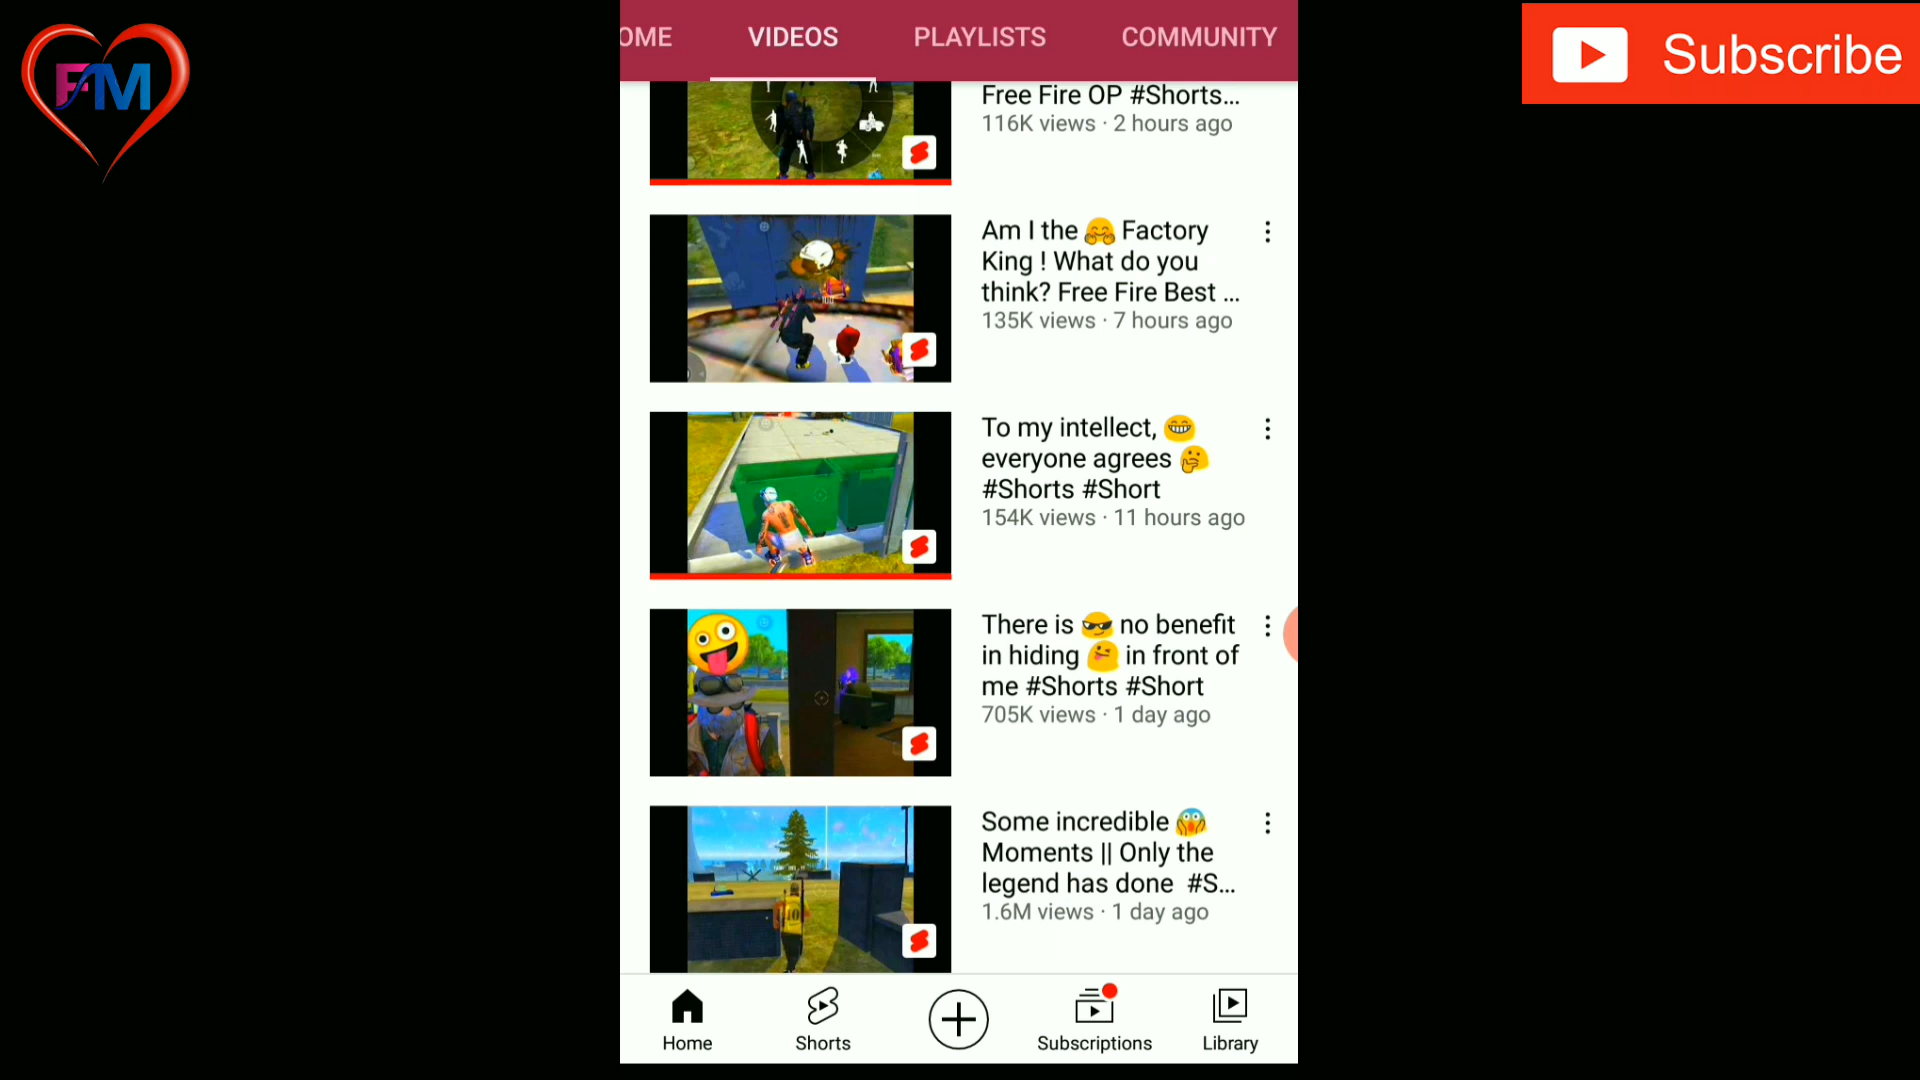 FM
Subscribe
OME VIDEOS PLAYLISTS COMMUNITY
Free Fire OP #Shorts...
116K views · 2 hours ago
Am I the 🤗 Factory
King ! What do you
think? Free Fire Best ...
135K views · 7 hours ago
To my intellect, 😁
everyone agrees 🤔
#Shorts #Short
154K views · 11 hours ago
There is 😎 no benefit
in hiding 😜 in front of
me #Shorts #Short
705K views · 1 day ago
Some incredible 😱
Moments || Only the
legend has done #S...
1.6M views · 1 day ago
Home Shorts Subscriptions Library